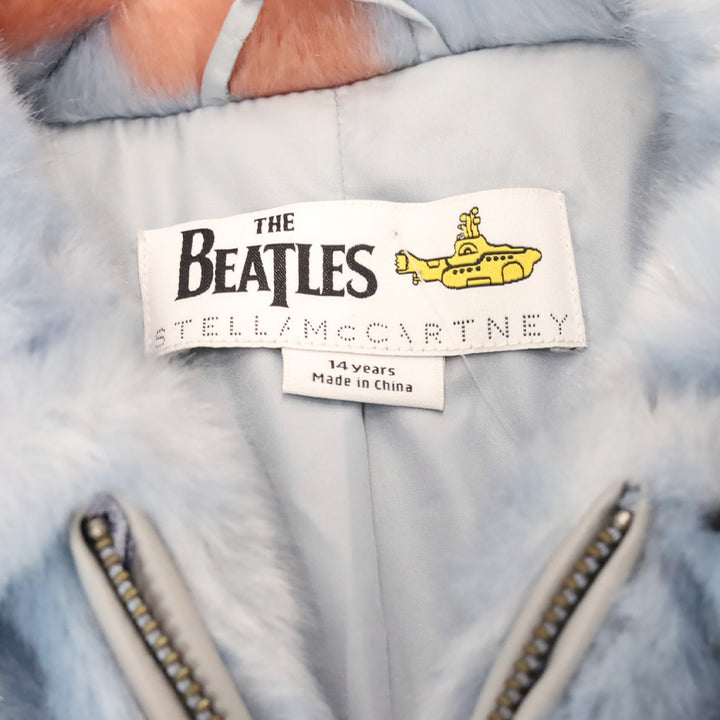 THE
BEATLES
STELLA McCARTNEY
14 years
Made in China